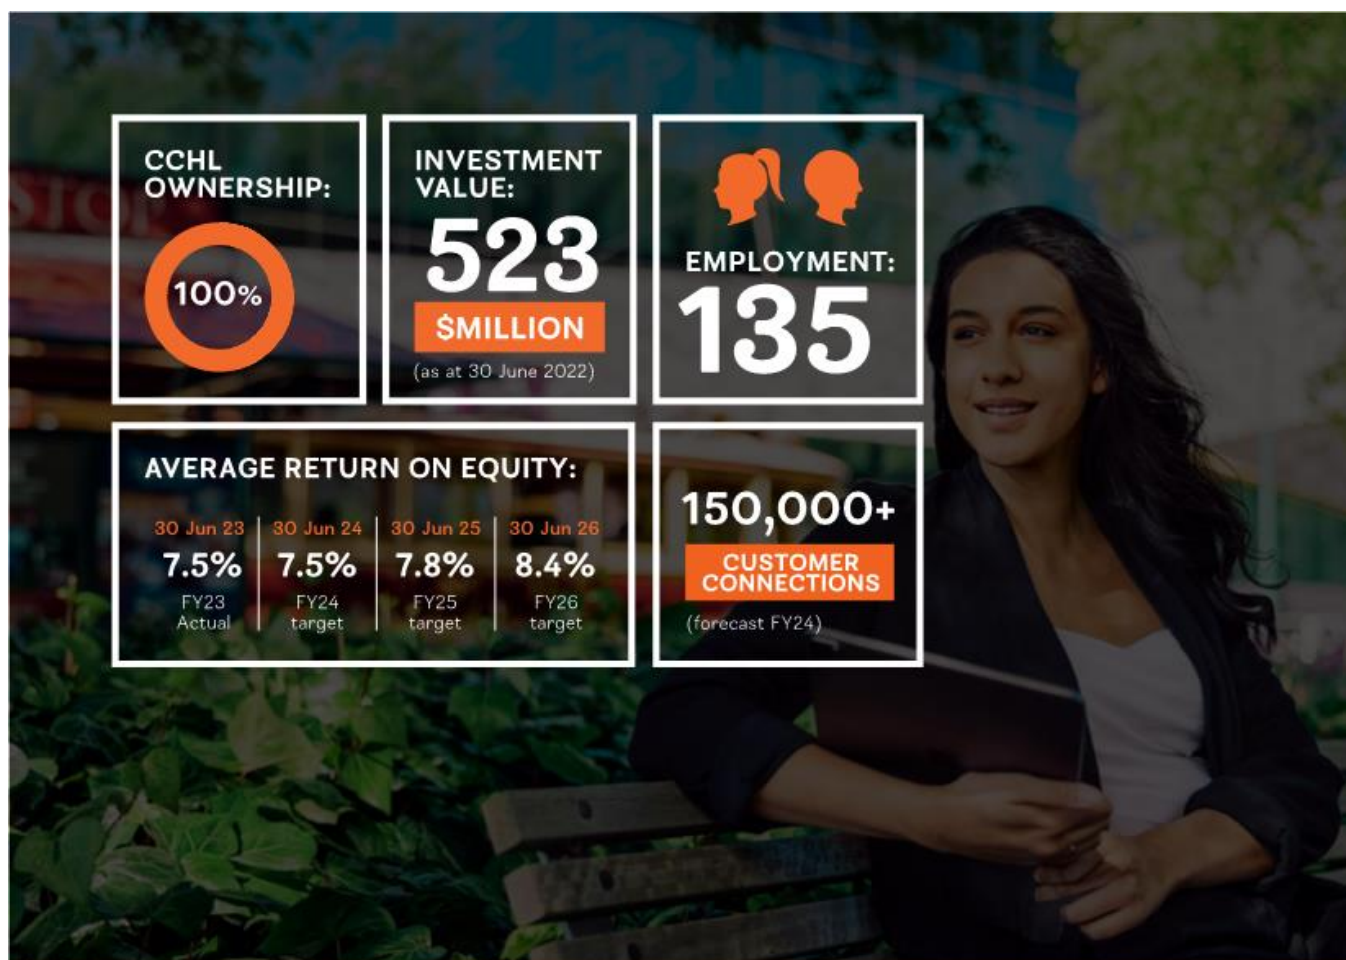 CCHL
OWNERSHIP:
100%
INVESTMENT
VALUE:
523
$MILLION
(as at 30 June 2022)
EMPLOYMENT:
135
AVERAGE RETURN ON EQUITY:
30 Jun 23
7.5%
FY23
Actual
30 Jun 24
7.5%
FY24
target
30 Jun 25
7.8%
FY25
target
30 Jun 26
8.4%
FY26
target
150,000+
CUSTOMER
CONNECTIONS
(forecast FY24)
STOP